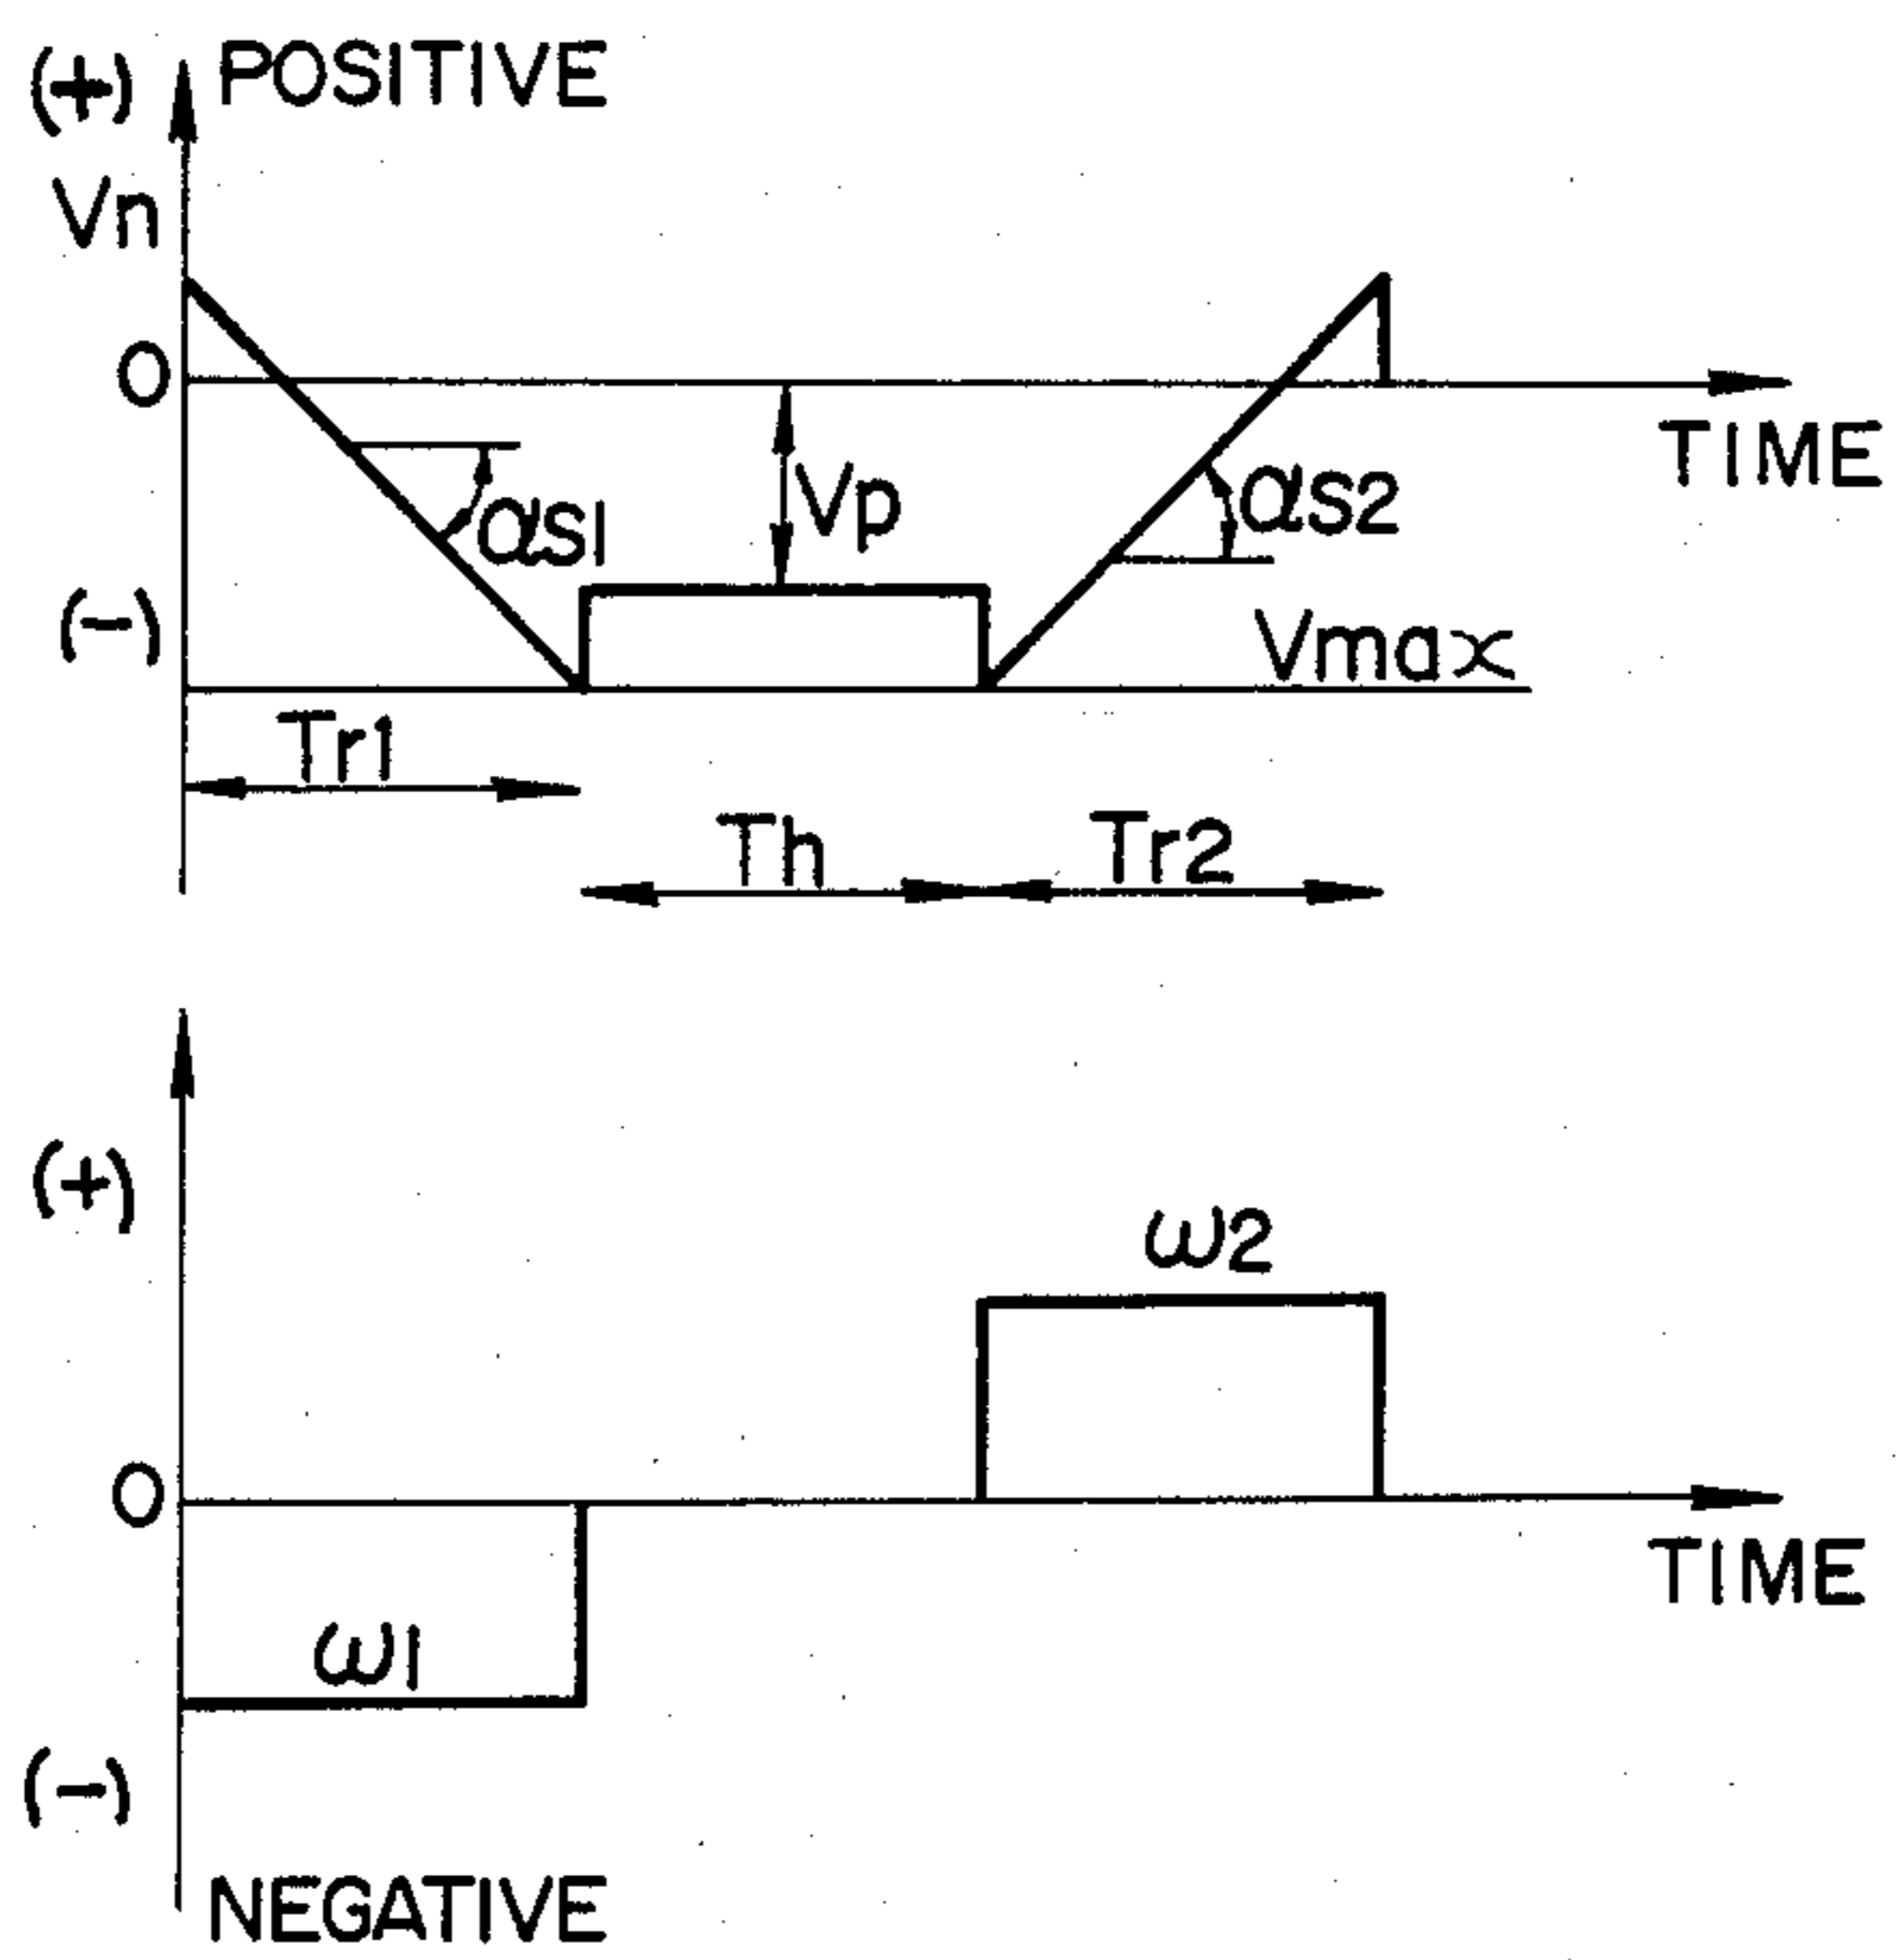 (+)
POSITIVE
Vn
O
TIME
αS1
Vp
αS2
(-)
Vmax
Tr1
Th
Tr2
(+)
ω2
O
TIME
ω1
(-)
NEGATIVE